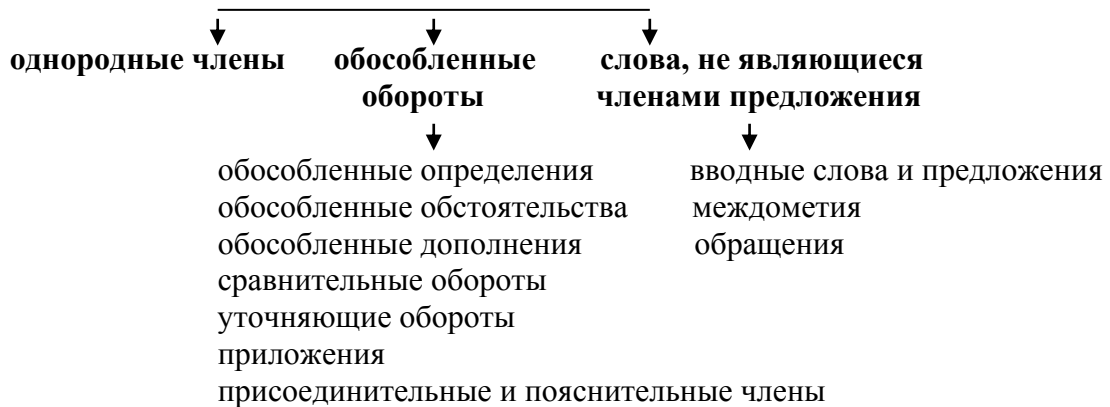 однородные члены обособленные слова, не являющиеся
обороты членами предложения
обособленные определения вводные слова и предложения
обособленные обстоятельства междометия
обособленные дополнения обращения
сравнительные обороты
уточняющие обороты
приложения
присоединительные и пояснительные члены